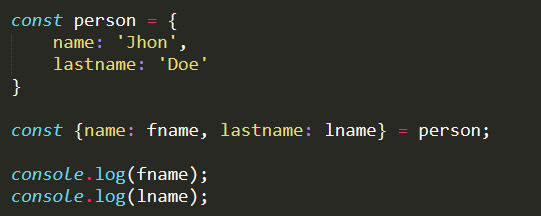 const person = {
    name: 'Jhon',
    lastname: 'Doe'
}
const {name: fname, lastname: lname} = person;
console.log(fname);
console.log(lname);